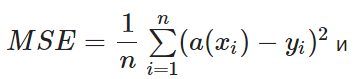 $MSE = \frac{1}{n} \sum_{i=1}^{n} (a(x_i) - y_i)^2$ и